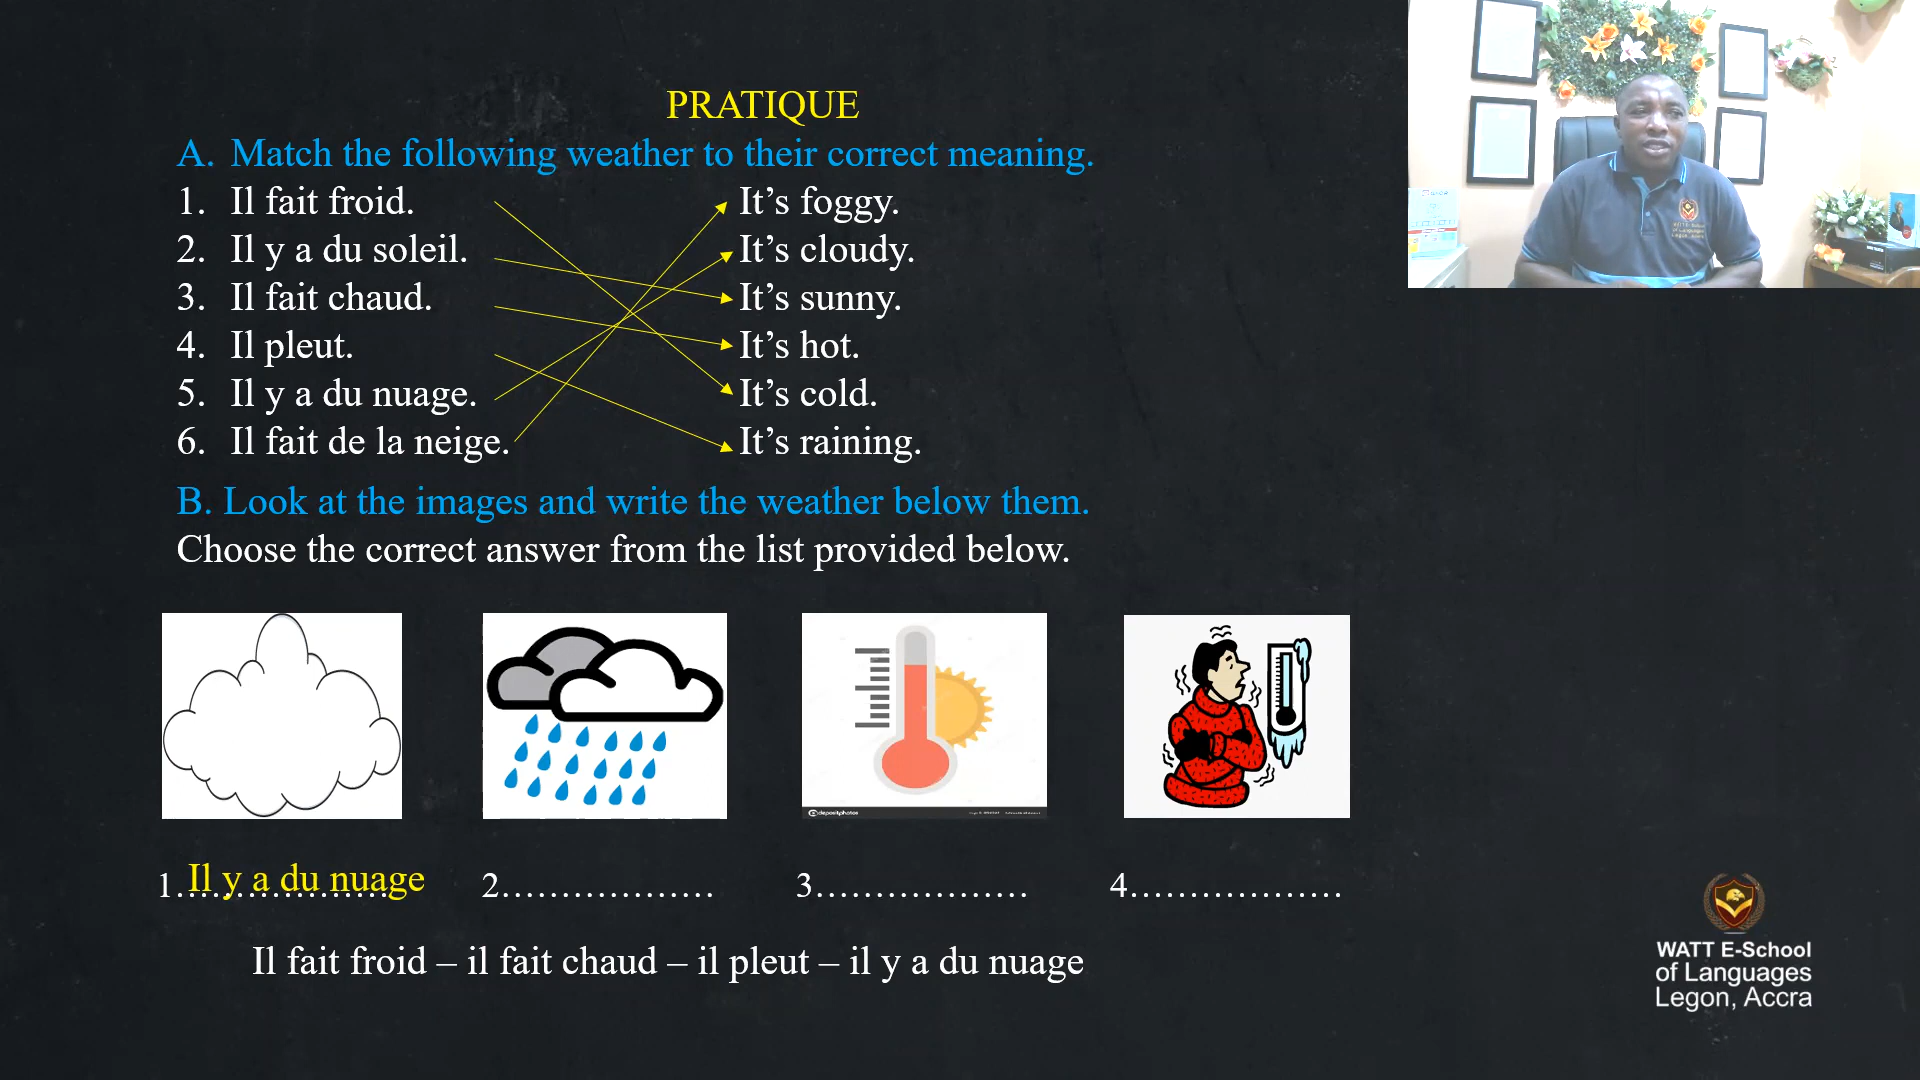 PRATIQUE
A. Match the following weather to their correct meaning.
1. Il fait froid. It’s foggy.
2. Il y a du soleil. It’s cloudy.
3. Il fait chaud. It’s sunny.
4. Il pleut. It’s hot.
5. Il y a du nuage. It’s cold.
6. Il fait de la neige. It’s raining.
B. Look at the images and write the weather below them.
Choose the correct answer from the list provided below.
depositphotos
1. Il y a du nuage 2.................. 3.................. 4..................
Il fait froid – il fait chaud – il pleut – il y a du nuage
WATT E-School
of Languages
Legon, Accra